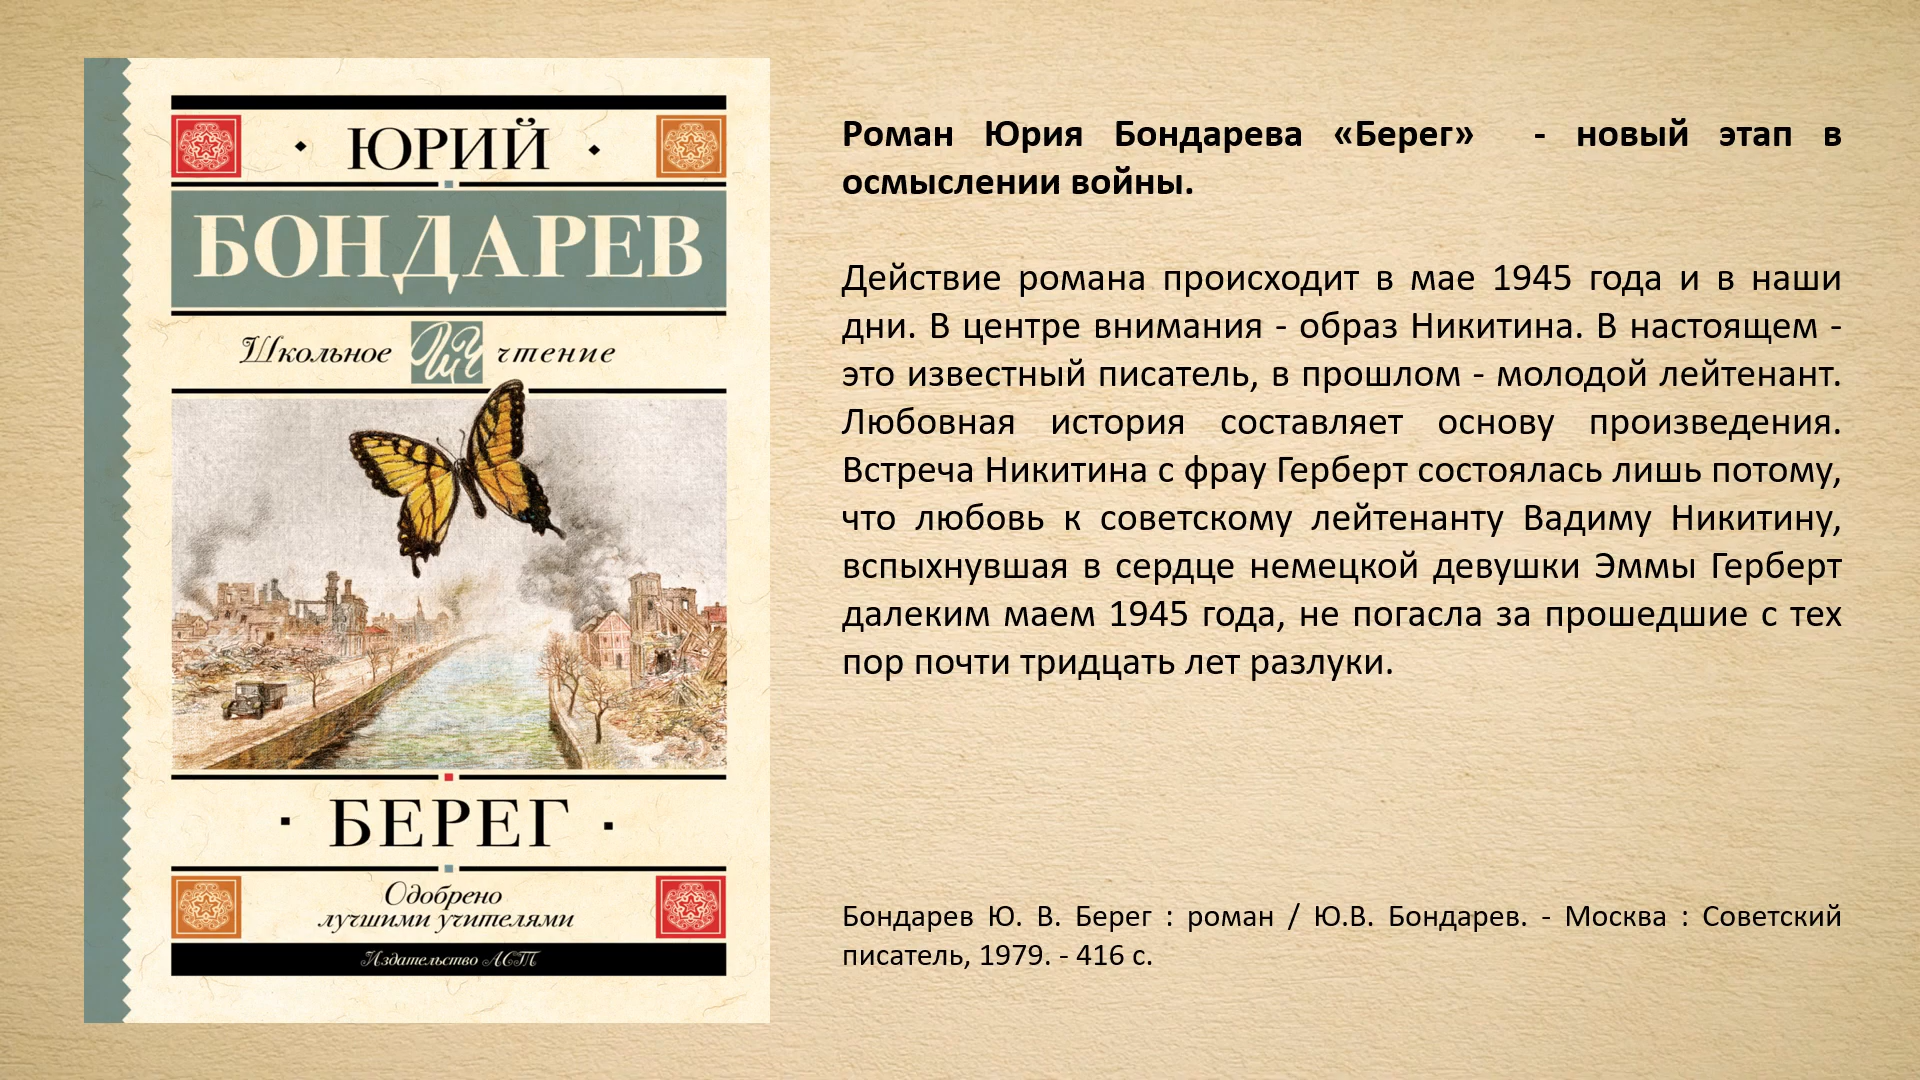 ЮРИЙ
БОНДАРЕВ
Школьное ШЧ чтение
БЕРЕГ
Одобрено
лучшими учителями
Издательство АСТ
Роман Юрия Бондарева «Берег» - новый этап в
осмыслении войны.
Действие романа происходит в мае 1945 года и в наши
дни. В центре внимания - образ Никитина. В настоящем -
это известный писатель, в прошлом - молодой лейтенант.
Любовная история составляет основу произведения.
Встреча Никитина с фрау Герберт состоялась лишь потому,
что любовь к советскому лейтенанту Вадиму Никитину,
вспыхнувшая в сердце немецкой девушки Эммы Герберт
далеким маем 1945 года, не погасла за прошедшие с тех
пор почти тридцать лет разлуки.
Бондарев Ю. В. Берег : роман / Ю.В. Бондарев. - Москва : Советский
писатель, 1979. - 416 с.